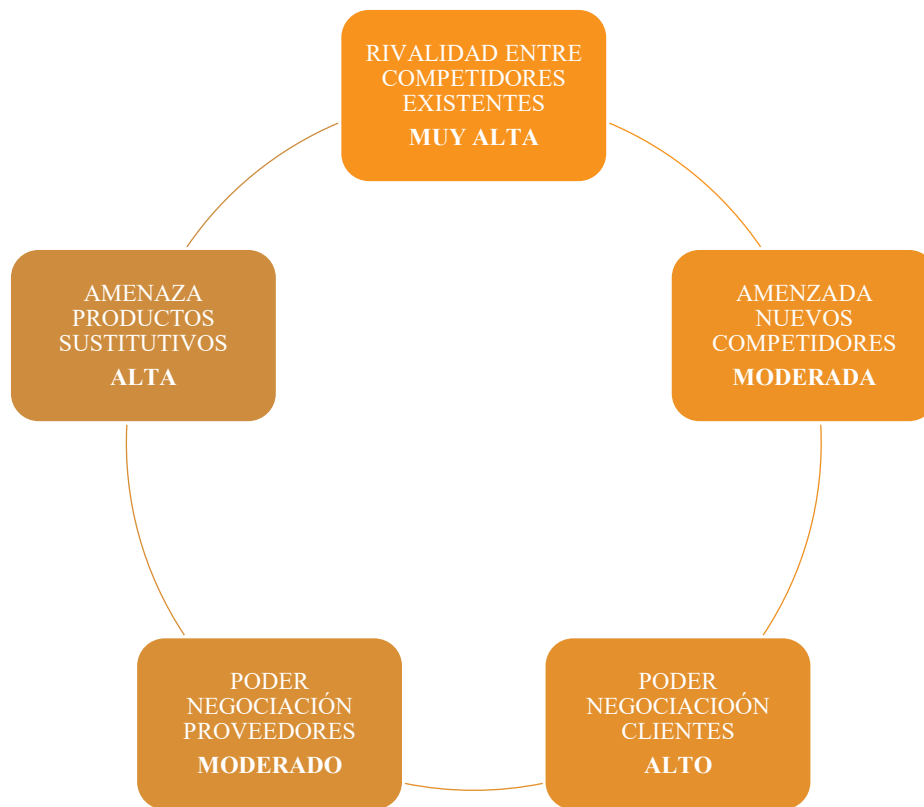 RIVALIDAD ENTRE
COMPETIDORES
EXISTENTES
MUY ALTA
AMENZADA
NUEVOS
COMPETIDORES
MODERADA
PODER
NEGOCIACIOÓN
CLIENTES
ALTO
PODER
NEGOCIACIÓN
PROVEEDORES
MODERADO
AMENAZA
PRODUCTOS
SUSTITUTIVOS
ALTA